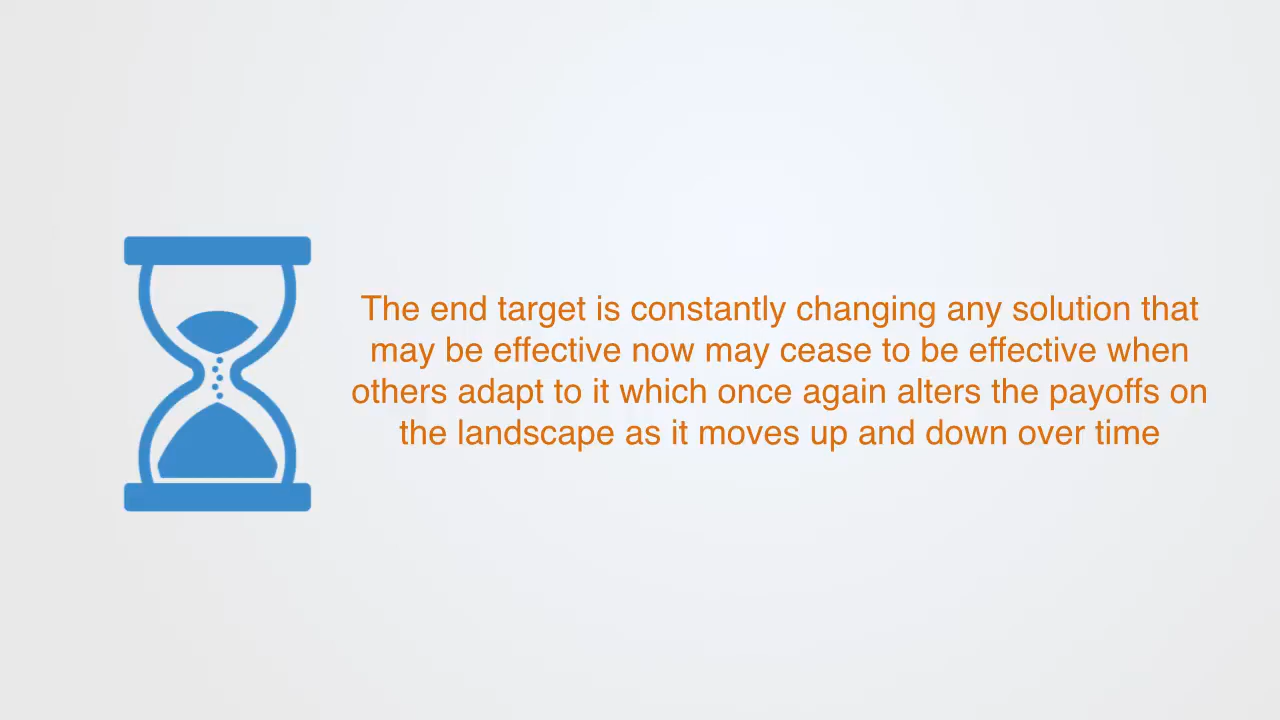 The end target is constantly changing any solution that
may be effective now may cease to be effective when
others adapt to it which once again alters the payoffs on
the landscape as it moves up and down over time